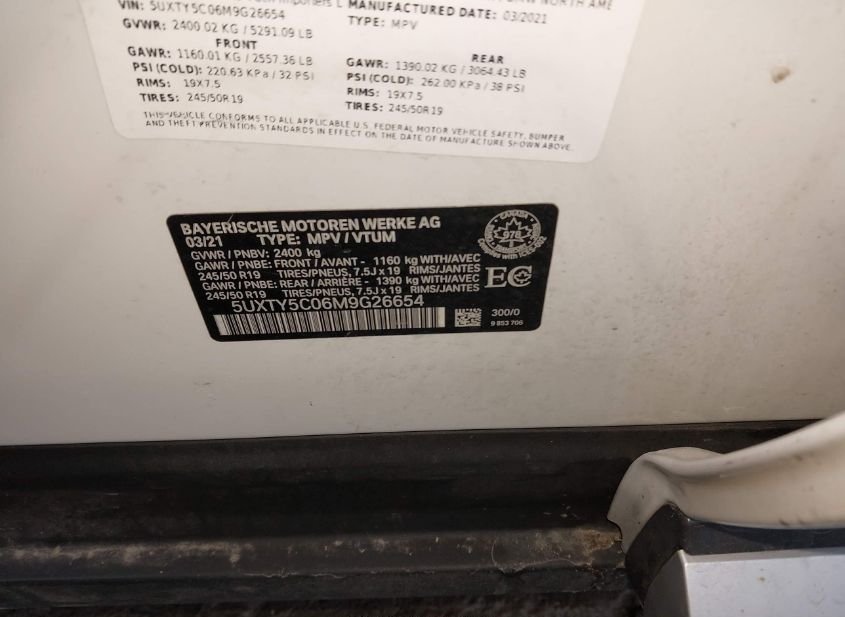 Importers L
NORTH AME
VIN: 5UXTY5C06M9G26654
MANUFACTURED DATE: 03/2021
GVWR: 2400.02 KG / 5291.09 LB
TYPE: MPV
FRONT
GAWR: 1160.01 KG / 2557.36 LB
PSI (COLD): 220.63 KPa / 32 PSI
RIMS: 19X7.5
TIRES: 245/50R19
REAR
GAWR: 1390.02 KG / 3064.43 LB
PSI (COLD): 262.00 KPa / 38 PSI
RIMS: 19X7.5
TIRES: 245/50R19
THIS VEHICLE CONFORMS TO ALL APPLICABLE U.S. FEDERAL MOTOR VEHICLE SAFETY, BUMPER
AND THEFT PREVENTION STANDARDS IN EFFECT ON THE DATE OF MANUFACTURE SHOWN ABOVE.
BAYERISCHE MOTOREN WERKE AG
03/21 TYPE: MPV / VTUM
GVWR / PNBV: 2400 kg
GAWR / PNBE: FRONT / AVANT - 1160 kg WITH/AVEC
245/50 R19 TIRES/PNEUS, 7.5J x 19 RIMS/JANTES
GAWR / PNBE: REAR / ARRIÈRE - 1390 kg WITH/AVEC
245/50 R19 TIRES/PNEUS, 7.5J x 19 RIMS/JANTES
5UXTY5C06M9G26654
CANADA
97L
EC
300/0
9 853 706